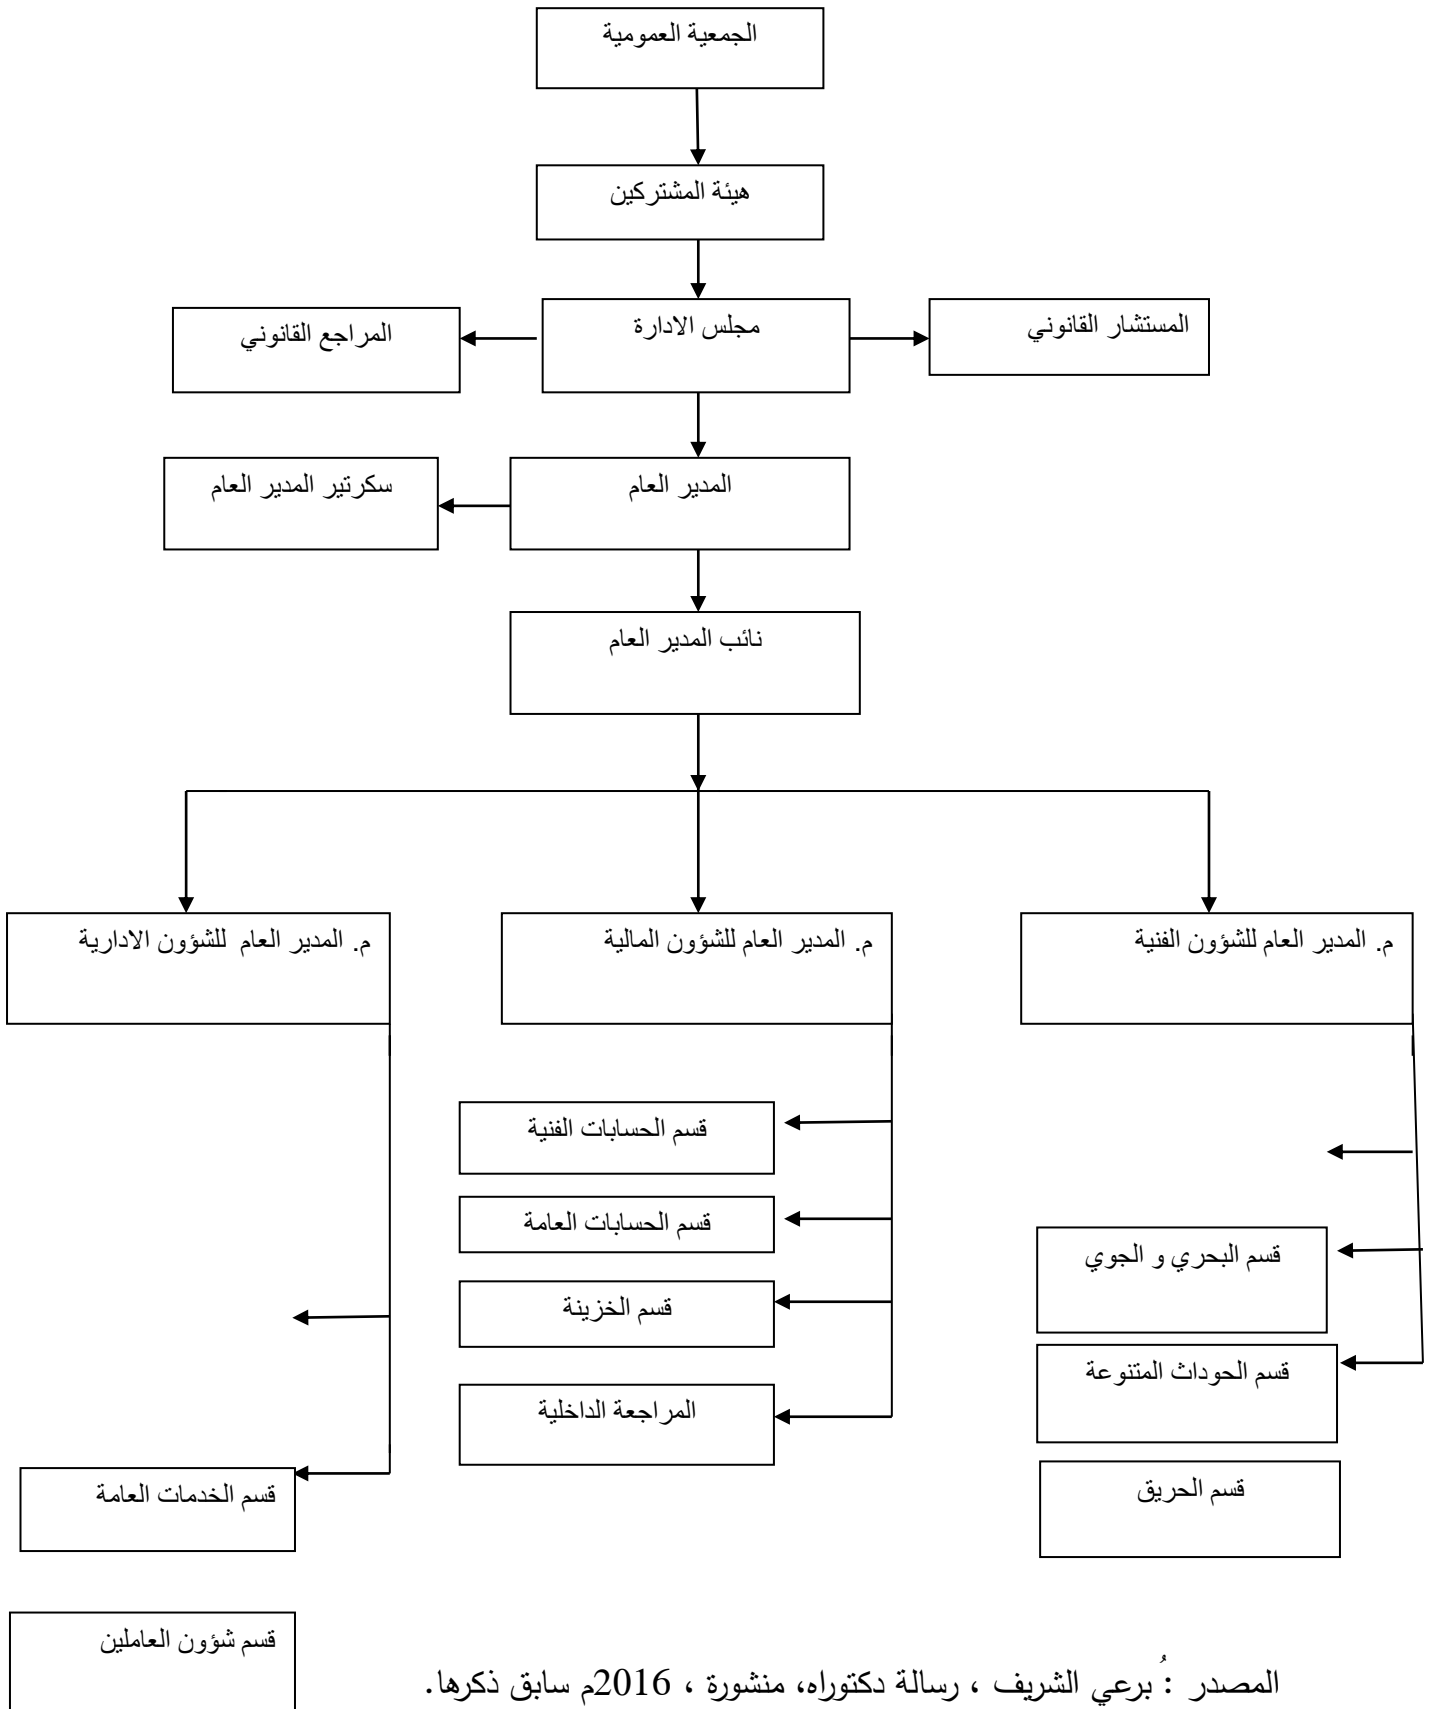 الجمعية العمومية
هيئة المشتركين
المستشار القانوني
مجلس الادارة
المراجع القانوني
المدير العام
سكرتير المدير العام
نائب المدير العام
م. المدير العام للشؤون الفنية
م. المدير العام للشؤون المالية
م. المدير العام للشؤون الادارية
قسم البحري و الجوي
قسم الحوداث المتنوعة
قسم الحريق
قسم الحسابات الفنية
قسم الحسابات العامة
قسم الخزينة
المراجعة الداخلية
قسم الخدمات العامة
قسم شؤون العاملين
المصدر :ُ برعي الشريف ، رسالة دكتوراه، منشورة ، 2016م سابق ذكرها.